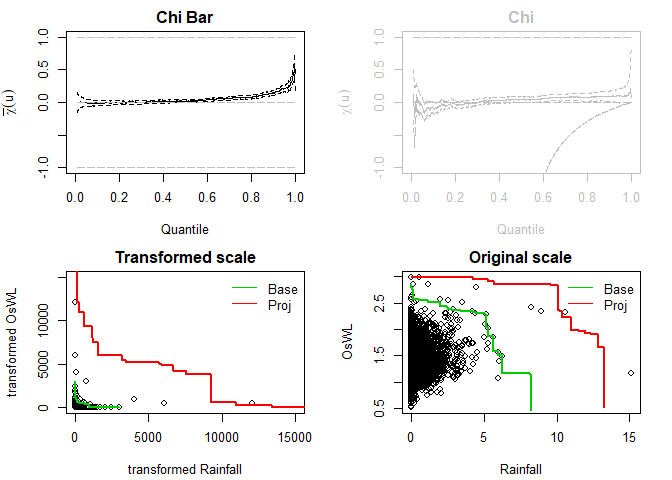 Chi Bar
χ̅(u)
1.0
0.5
0.0
-1.0
0.0 0.2 0.4 0.6 0.8 1.0
Quantile
Chi
χ(u)
1.0
0.5
0.0
-1.0
0.0 0.2 0.4 0.6 0.8 1.0
Quantile
Transformed scale
transformed OsWL
10000
5000
0
Base
Proj
0 5000 10000 15000
transformed Rainfall
Original scale
OsWL
2.5
1.5
0.5
Base
Proj
0 5 10 15
Rainfall